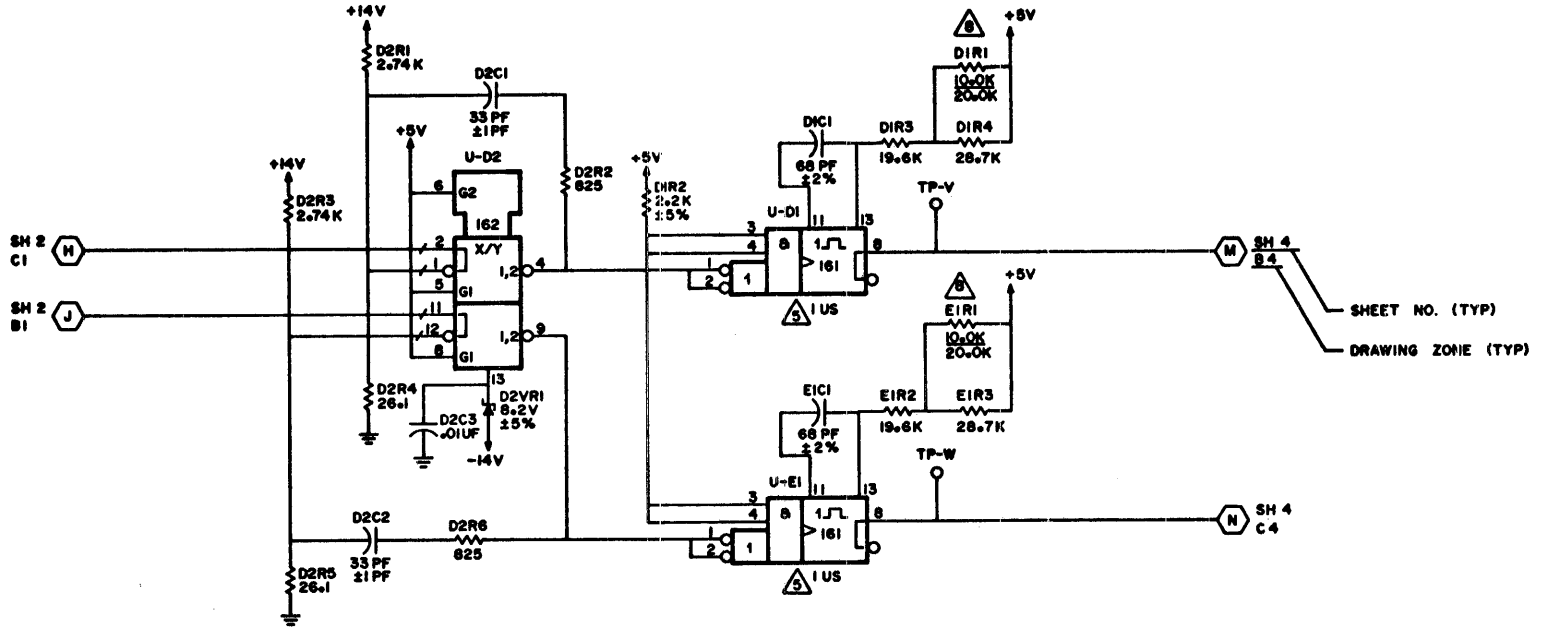 +14V
D2R1
2.74K
D2C1
33 PF
±1 PF
+5V
U-D2
6
G2
162
X/Y
2
1
5
G1
1,2
4
11
12
8
G1
1,2
9
13
+14V
D2R3
2.74K
SH 2
C1
H
SH 2
B1
J
D2R2
825
D2R4
26.1
D2C3
.01UF
D2VR1
8.2V
±5%
-14V
D2C2
33 PF
±1 PF
D2R6
825
D2R5
26.1
+5V
2.2K
±5%
D1C1
68 PF
±2%
D1R3
19.6K
8
+5V
D1R1
10.0K
20.0K
D1R4
28.7K
TP-V
U-D1
11
13
3
4
1
2
&
1
1
161
8
5
1 US
M
SH 4
B4
SHEET NO. (TYP)
DRAWING ZONE (TYP)
8
+5V
E1R1
10.0K
20.0K
E1C1
68 PF
±2%
E1R2
19.6K
E1R3
28.7K
TP-W
U-E1
11
13
3
4
1
2
&
1
1
161
8
5
1 US
N
SH 4
C4